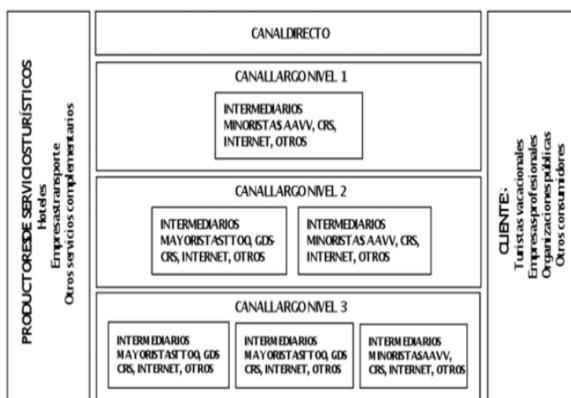 PRODUCTORES DE SERVICIOS TURÍSTICOS
Hoteles
Empresas transporte
Otros servicios complementarios
CANAL DIRECTO
CANAL LARGO NIVEL 1
INTERMEDIARIOS
MINORISTAS AAVV, CRS,
INTERNET, OTROS
CANAL LARGO NIVEL 2
INTERMEDIARIOS
MAYORISTAS TTOO, GDS-
CRS, INTERNET, OTROS
INTERMEDIARIOS
MINORISTAS AAVV, CRS,
INTERNET, OTROS
CANAL LARGO NIVEL 3
INTERMEDIARIOS
MAYORISTAS TTOO, GDS
CRS, INTERNET, OTROS
INTERMEDIARIOS
MAYORISTAS TTOO, GDS
CRS, INTERNET, OTROS
INTERMEDIARIOS
MINORISTAS AAVV,
CRS, INTERNET, OTROS
CLIENTE:
Turistas vacacionales
Empresas-profesionales
Organizaciones públicas
Otros consumidores